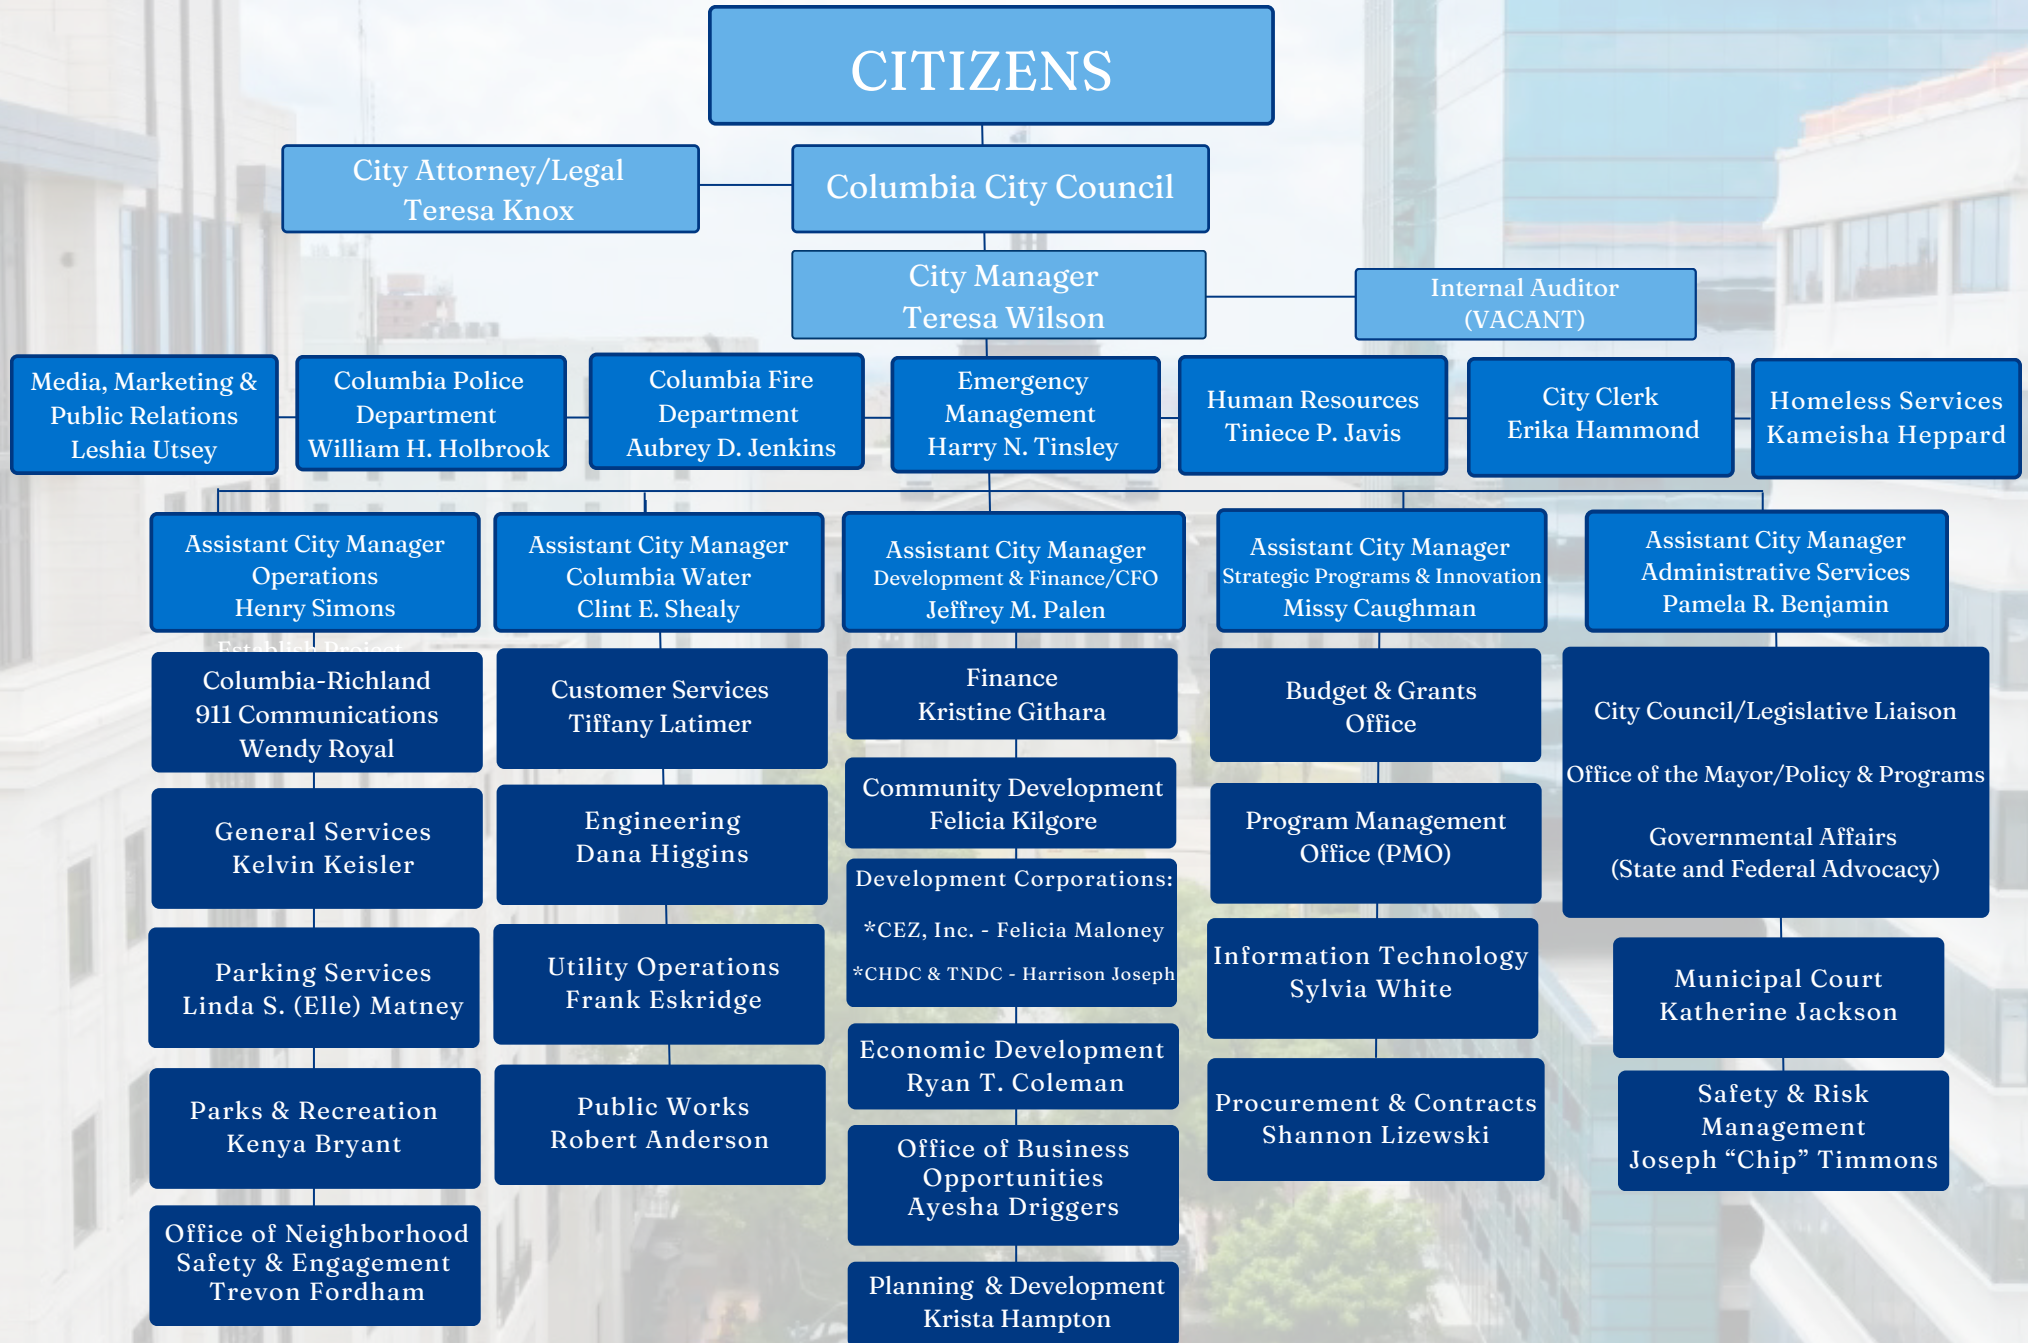 CITIZENS
City Attorney/Legal
Teresa Knox
Columbia City Council
City Manager
Teresa Wilson
Internal Auditor
(VACANT)
Media, Marketing &
Public Relations
Leshia Utsey
Columbia Police
Department
William H. Holbrook
Columbia Fire
Department
Aubrey D. Jenkins
Emergency
Management
Harry N. Tinsley
Human Resources
Tiniece P. Javis
City Clerk
Erika Hammond
Homeless Services
Kameisha Heppard
Assistant City Manager
Operations
Henry Simons
Assistant City Manager
Columbia Water
Clint E. Shealy
Assistant City Manager
Development & Finance/CFO
Jeffrey M. Palen
Assistant City Manager
Strategic Programs & Innovation
Missy Caughman
Assistant City Manager
Administrative Services
Pamela R. Benjamin
Establish Project
Columbia-Richland
911 Communications
Wendy Royal
General Services
Kelvin Keisler
Parking Services
Linda S. (Elle) Matney
Parks & Recreation
Kenya Bryant
Office of Neighborhood
Safety & Engagement
Trevon Fordham
Customer Services
Tiffany Latimer
Engineering
Dana Higgins
Utility Operations
Frank Eskridge
Public Works
Robert Anderson
Finance
Kristine Githara
Community Development
Felicia Kilgore
Development Corporations:
*CEZ, Inc. - Felicia Maloney
*CHDC & TNDC - Harrison Joseph
Economic Development
Ryan T. Coleman
Office of Business
Opportunities
Ayesha Driggers
Planning & Development
Krista Hampton
Budget & Grants
Office
Program Management
Office (PMO)
Information Technology
Sylvia White
Procurement & Contracts
Shannon Lizewski
City Council/Legislative Liaison
Office of the Mayor/Policy & Programs
Governmental Affairs
(State and Federal Advocacy)
Municipal Court
Katherine Jackson
Safety & Risk
Management
Joseph “Chip” Timmons